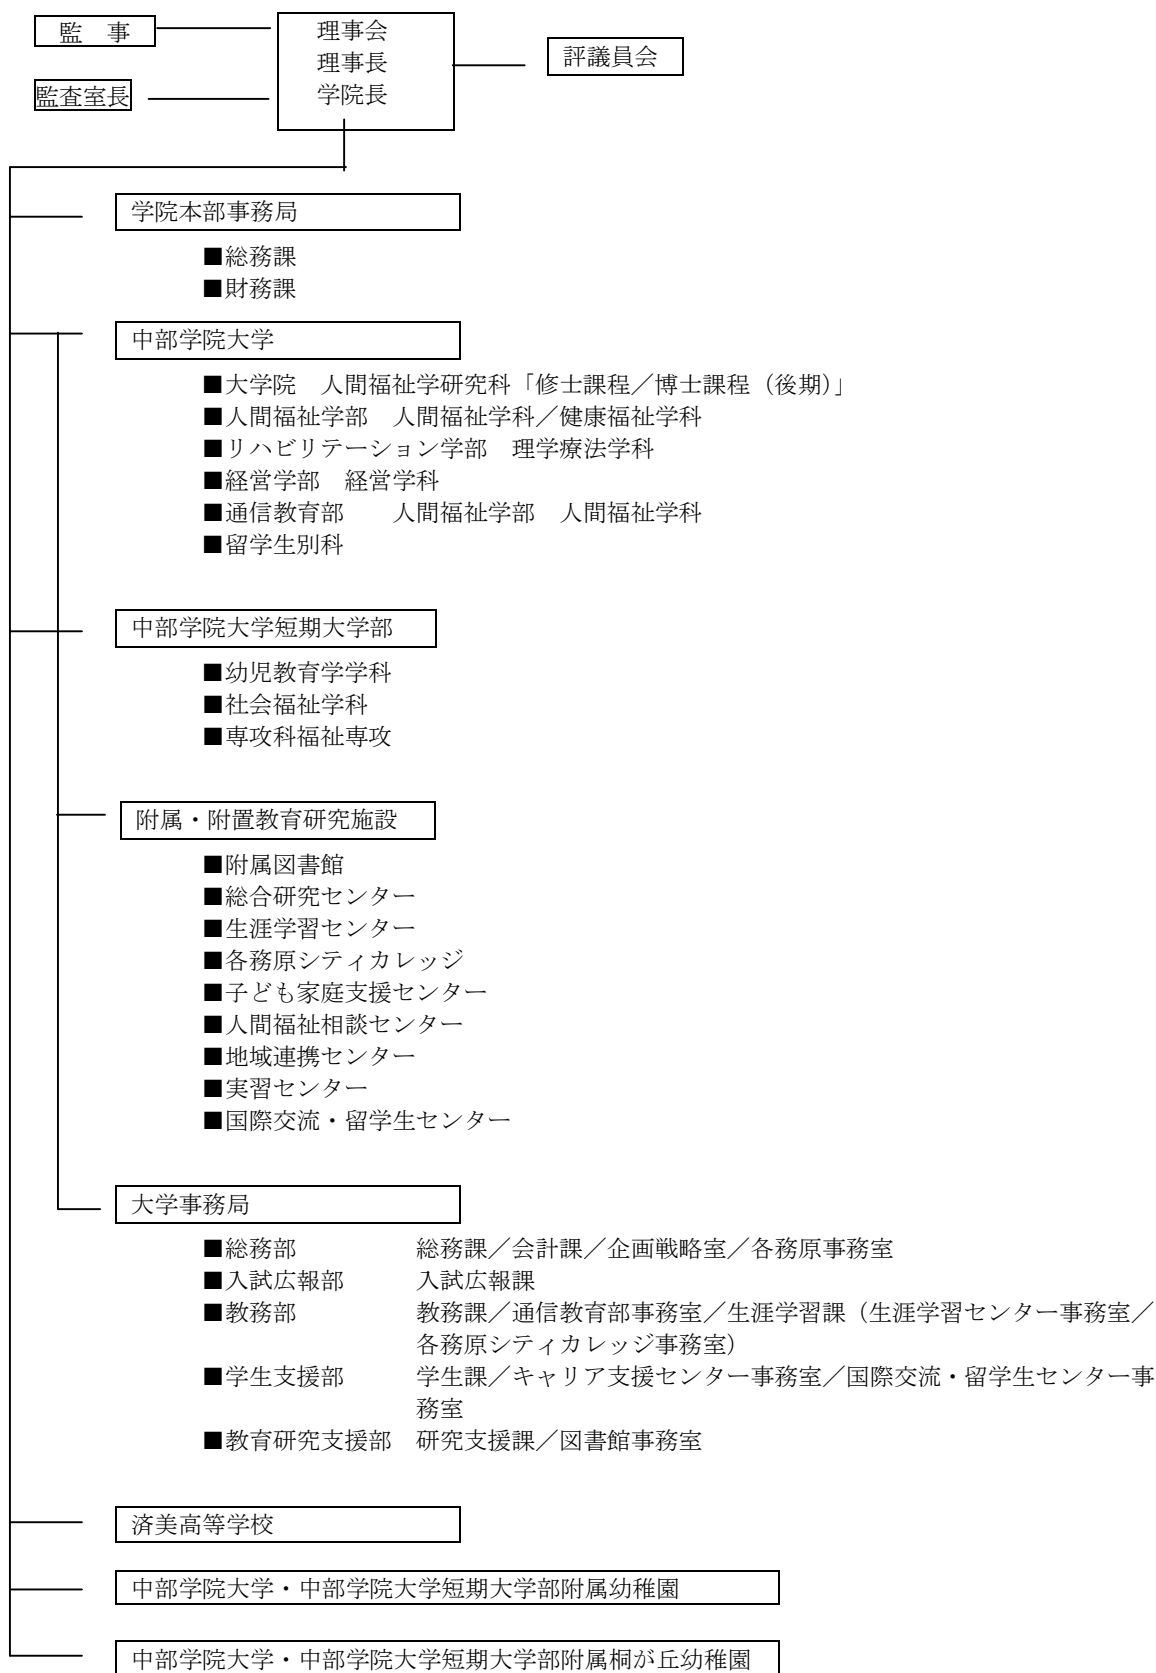 監　事
理事会
理事長
学院長
評議員会
監査室長
学院本部事務局
■総務課
■財務課
中部学院大学
■大学院　人間福祉学研究科「修士課程／博士課程（後期）」
■人間福祉学部　人間福祉学科／健康福祉学科
■リハビリテーション学部　理学療法学科
■経営学部　経営学科
■通信教育部　　人間福祉学部　人間福祉学科
■留学生別科
中部学院大学短期大学部
■幼児教育学学科
■社会福祉学科
■専攻科福祉専攻
附属・附置教育研究施設
■附属図書館
■総合研究センター
■生涯学習センター
■各務原シティカレッジ
■子ども家庭支援センター
■人間福祉相談センター
■地域連携センター
■実習センター
■国際交流・留学生センター
大学事務局
■総務部　　　　総務課／会計課／企画戦略室／各務原事務室
■入試広報部　　入試広報課
■教務部　　　　教務課／通信教育部事務室／生涯学習課（生涯学習センター事務室／
各務原シティカレッジ事務室）
■学生支援部　　学生課／キャリア支援センター事務室／国際交流・留学生センター事
務室
■教育研究支援部　研究支援課／図書館事務室
済美高等学校
中部学院大学・中部学院大学短期大学部附属幼稚園
中部学院大学・中部学院大学短期大学部附属桐が丘幼稚園